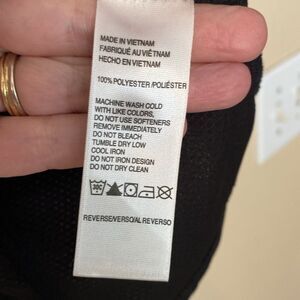 MADE IN VIETNAM
FABRIQUÉ AU VIÊTNAM
HECHO EN VIETNAM
100% POLYESTER /POLIÉSTER
MACHINE WASH COLD
WITH LIKE COLORS,
DO NOT USE SOFTENERS
REMOVE IMMEDIATELY
DO NOT BLEACH
TUMBLE DRY LOW
COOL IRON
DO NOT IRON DESIGN
DO NOT DRY CLEAN
30C
REVERSE/VERSO/AL REVERSO